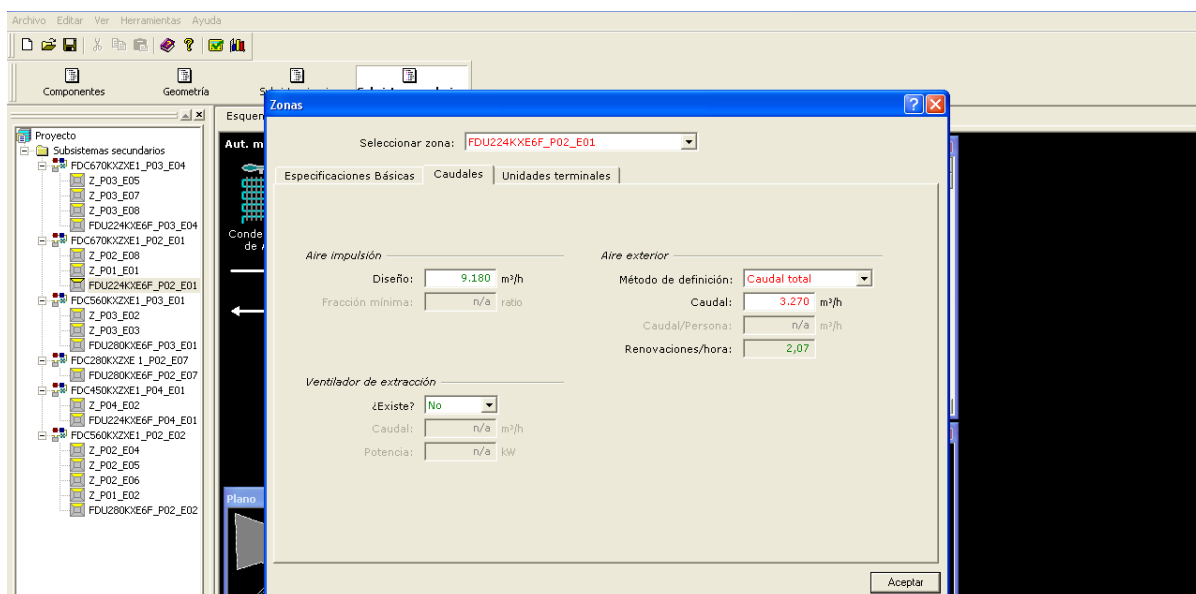 Archivo Editar Ver Herramientas Ayuda
Componentes Geometría
Proyecto
Subsistemas secundarios
FDC670KXZXE1_P03_E04
Z_P03_E05
Z_P03_E07
Z_P03_E08
FDU224KXE6F_P03_E04
FDC670KXZXE1_P02_E01
Z_P02_E08
Z_P01_E01
FDU224KXE6F_P02_E01
FDC560KXZXE1_P03_E01
Z_P03_E02
Z_P03_E03
FDU280KXE6F_P03_E01
FDC280KXZXE 1_P02_E07
FDU280KXE6F_P02_E07
FDC450KXZXE1_P04_E01
Z_P04_E02
FDU224KXE6F_P04_E01
FDC560KXZXE1_P02_E02
Z_P02_E04
Z_P02_E05
Z_P02_E06
Z_P01_E02
FDU280KXE6F_P02_E02
Esquen
Aut. m
Conde
de A
Plano
Zonas
Seleccionar zona: FDU224KXE6F_P02_E01
Especificaciones Básicas Caudales Unidades terminales
Aire impulsión
Diseño: 9.180 m³/h
Fracción mínima: n/a ratio
Ventilador de extracción
¿Existe? No
Caudal: n/a m³/h
Potencia: n/a kW
Aire exterior
Método de definición: Caudal total
Caudal: 3.270 m³/h
Caudal/Persona: n/a m³/h
Renovaciones/hora: 2,07
Aceptar